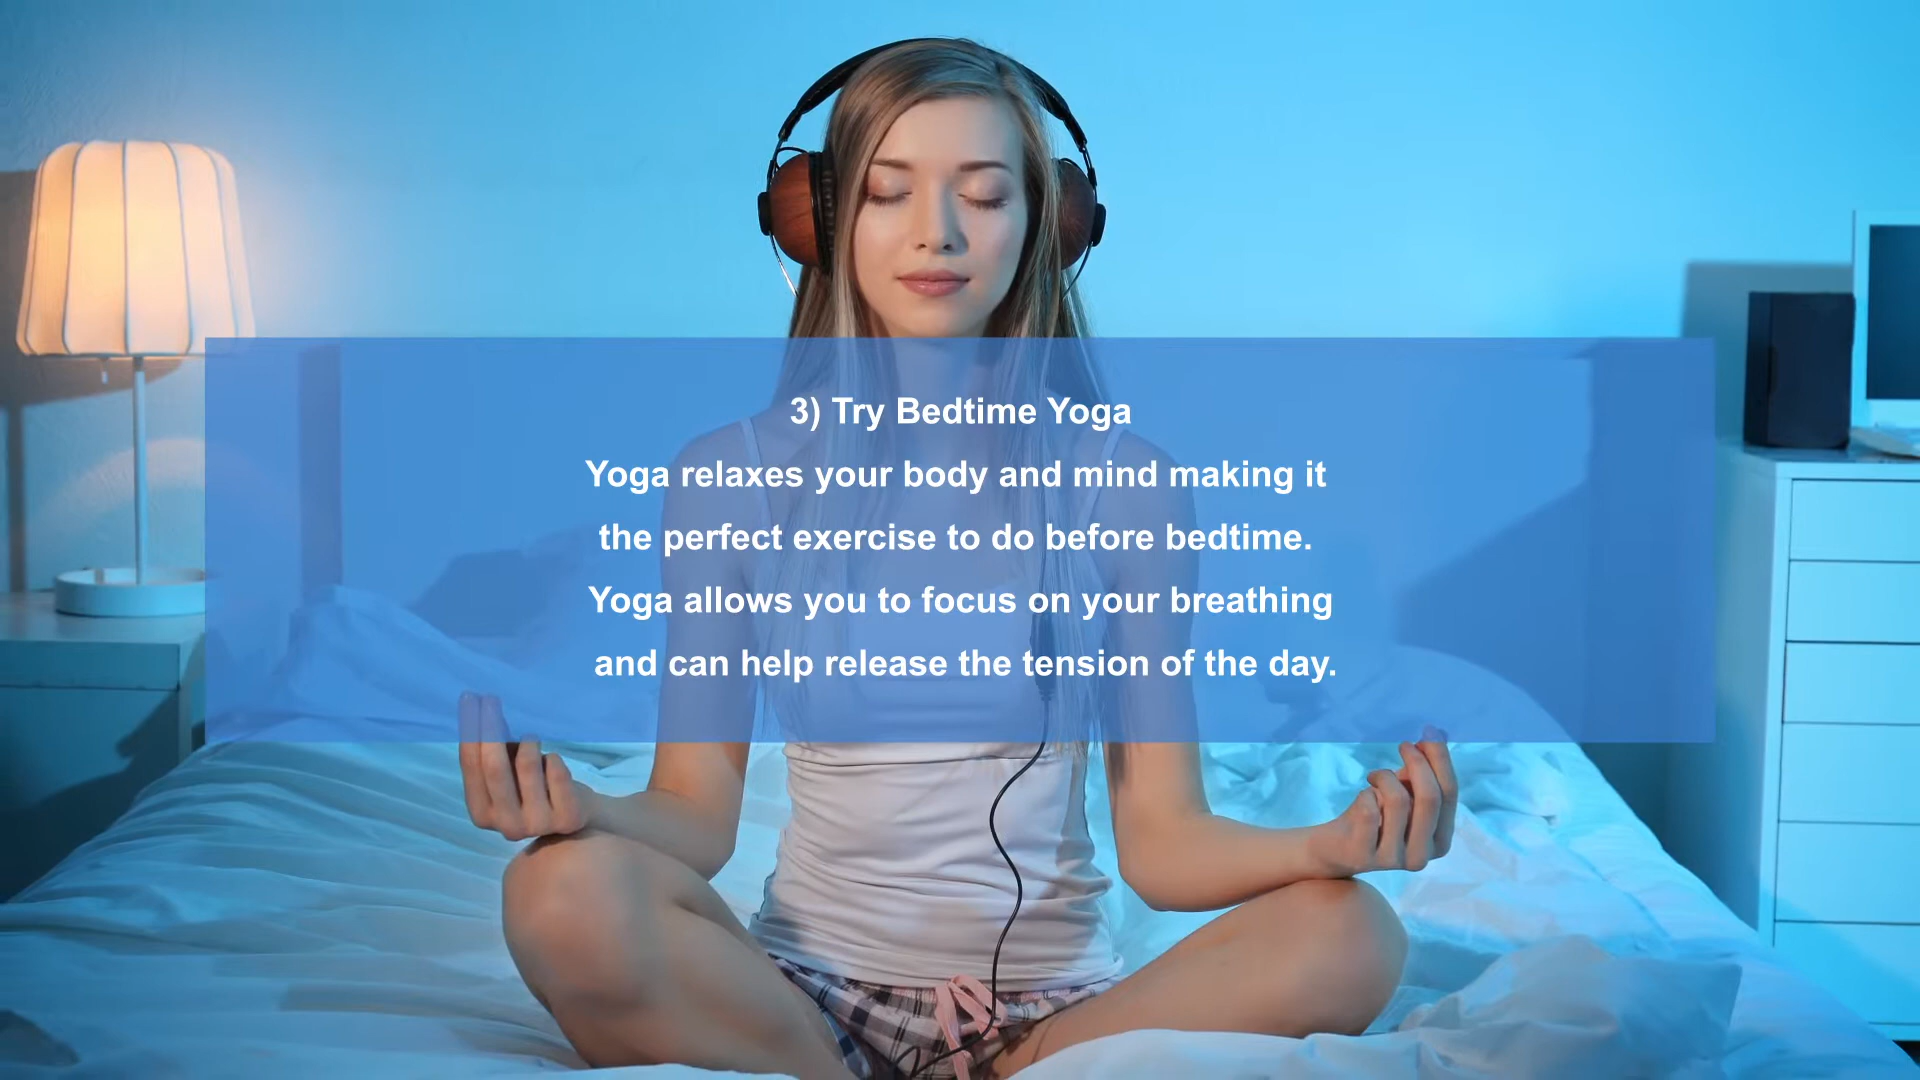 3) Try Bedtime Yoga
Yoga relaxes your body and mind making it
the perfect exercise to do before bedtime.
Yoga allows you to focus on your breathing
and can help release the tension of the day.